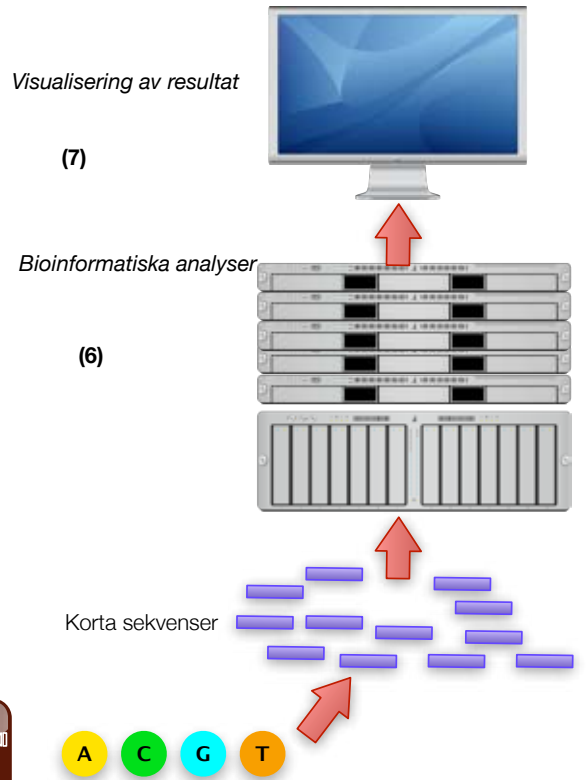 Visualisering av resultat
(7)
Bioinformatiska analyser
(6)
Korta sekvenser
A C G T